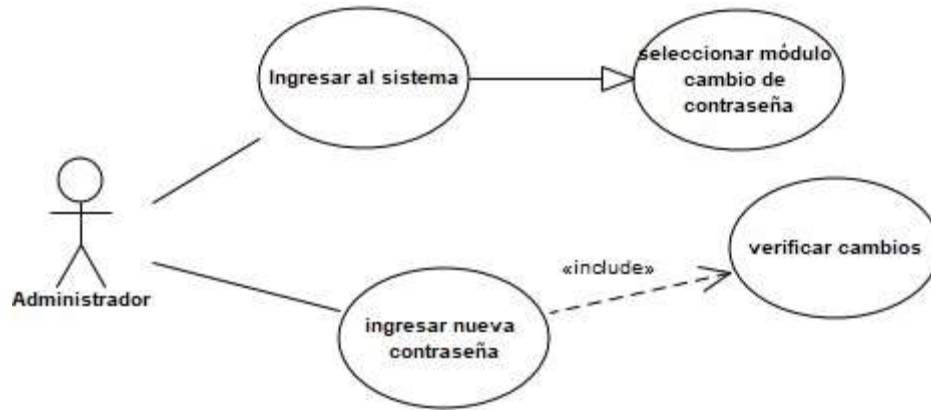 Ingresar al sistema
seleccionar módulo
cambio de
contraseña
Administrador
«include»
verificar cambios
ingresar nueva
contraseña